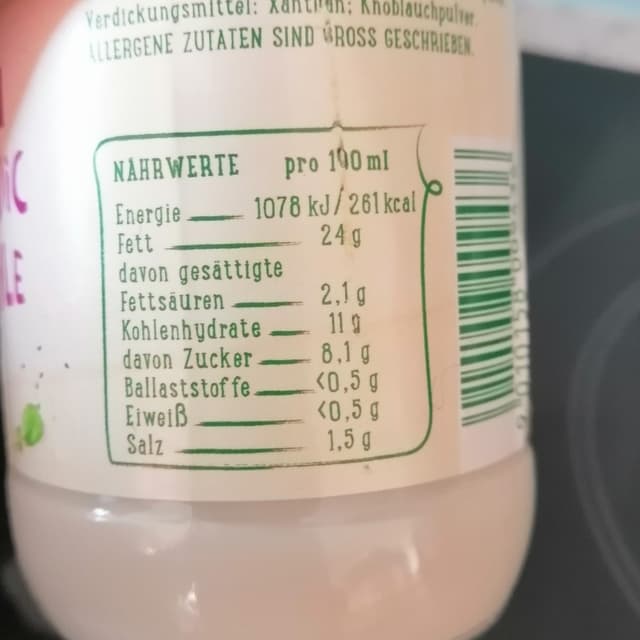 Verdickungsmittel: Xanthan; Knoblauchpulver.
ALLERGENE ZUTATEN SIND GROSS GESCHRIEBEN.
NÄHRWERTE pro 100 ml
Energie 1078 kJ / 261 kcal
Fett 24 g
davon gesättigte
Fettsäuren 2,1 g
Kohlenhydrate 11 g
davon Zucker 8,1 g
Ballaststoffe <0,5 g
Eiweiß <0,5 g
Salz 1,5 g